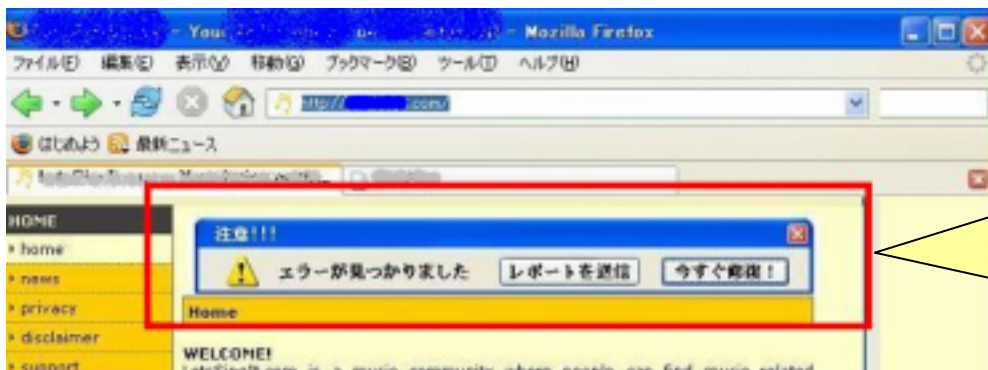 - Your - Mozilla Firefox
ファイル(F) 編集(E) 表示(V) 移動(G) ブックマーク(B) ツール(T) ヘルプ(H)
http:// .com/
はじめよう 最新ニュース
HOME
home
news
privacy
disclaimer
support
注意!!!
エラーが見つかりました レポートを送信 今すぐ修復!
Home
WELCOME!
is a music community where people can find music related